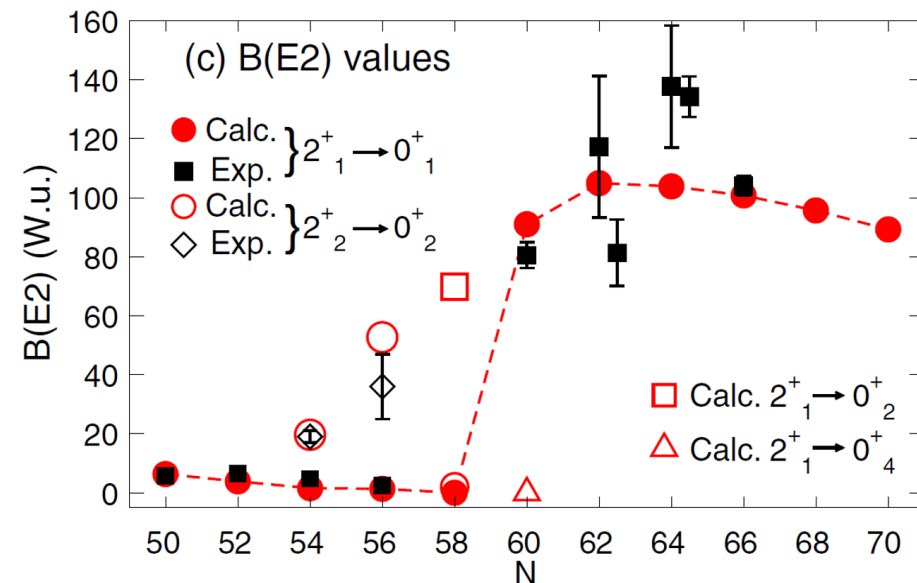 (c) B(E2) values
Calc.
Exp. } 2⁺₁ → 0⁺₁
Calc.
Exp. } 2⁺₂ → 0⁺₂
Calc. 2⁺₁ → 0⁺₂
Calc. 2⁺₁ → 0⁺₄
B(E2) (W.u.)
160
140
120
100
80
60
40
20
0
50 52 54 56 58 60 62 64 66 68 70
N